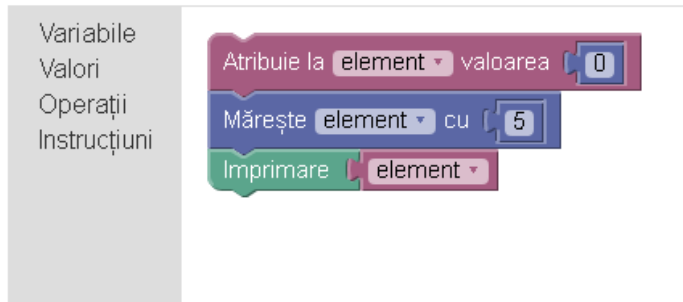 Variabile
Valori
Operații
Instrucțiuni
Atribuie la element valoarea 0
Mărește element cu 5
Imprimare element